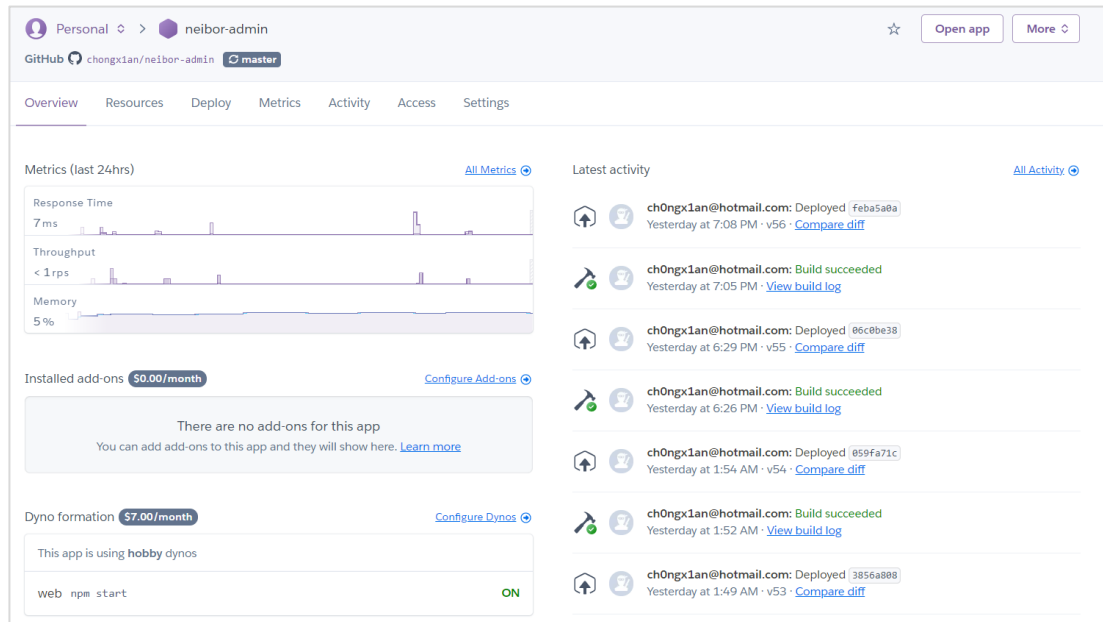 Personal > neibor-admin
Open app
More
GitHub chongx1an/neibor-admin master
Overview Resources Deploy Metrics Activity Access Settings
Metrics (last 24hrs)
All Metrics
Response Time
7 ms
Throughput
< 1 rps
Memory
5 %
Installed add-ons $0.00/month
Configure Add-ons
There are no add-ons for this app
You can add add-ons to this app and they will show here. Learn more
Dyno formation $7.00/month
Configure Dynos
This app is using hobby dynos
web npm start
ON
Latest activity
All Activity
ch0ngx1an@hotmail.com: Deployed feba5a0a
Yesterday at 7:08 PM · v56 · Compare diff
ch0ngx1an@hotmail.com: Build succeeded
Yesterday at 7:05 PM · View build log
ch0ngx1an@hotmail.com: Deployed 06c0be38
Yesterday at 6:29 PM · v55 · Compare diff
ch0ngx1an@hotmail.com: Build succeeded
Yesterday at 6:26 PM · View build log
ch0ngx1an@hotmail.com: Deployed 059fa71c
Yesterday at 1:54 AM · v54 · Compare diff
ch0ngx1an@hotmail.com: Build succeeded
Yesterday at 1:52 AM · View build log
ch0ngx1an@hotmail.com: Deployed 3856a808
Yesterday at 1:49 AM · v53 · Compare diff